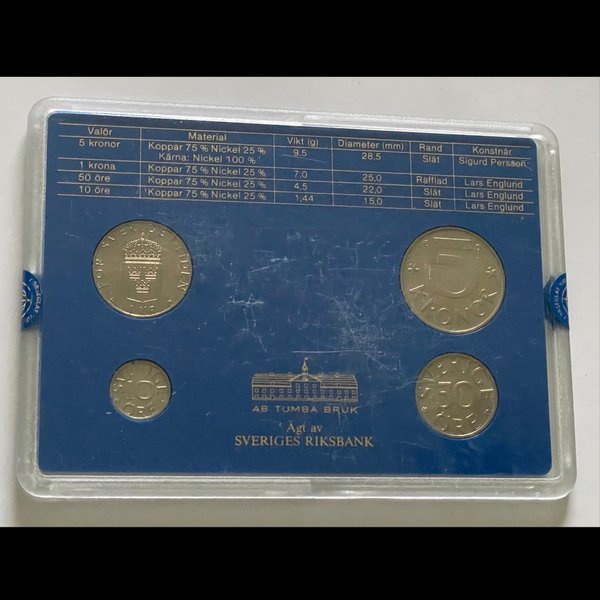 Valör Material Vikt (g) Diameter (mm) Rand Konstnär
5 kronor Koppar 75 % Nickel 25 % 9,5 28,5 Slät Sigurd Persson
Kärna: Nickel 100 %
1 krona Koppar 75 % Nickel 25 % 7,0 25,0 Räfflad Lars Englund
50 öre Koppar 75 % Nickel 25 % 4,5 22,0 Slät Lars Englund
10 öre Koppar 75 % Nickel 25 % 1,44 15,0 Slät Lars Englund
FÖR SVERIGE I TIDEN
5
KRONOR
10
ÖRE
SVERIGE
50
ÖRE
AB TUMBA BRUK
Ägt av
SVERIGES RIKSBANK